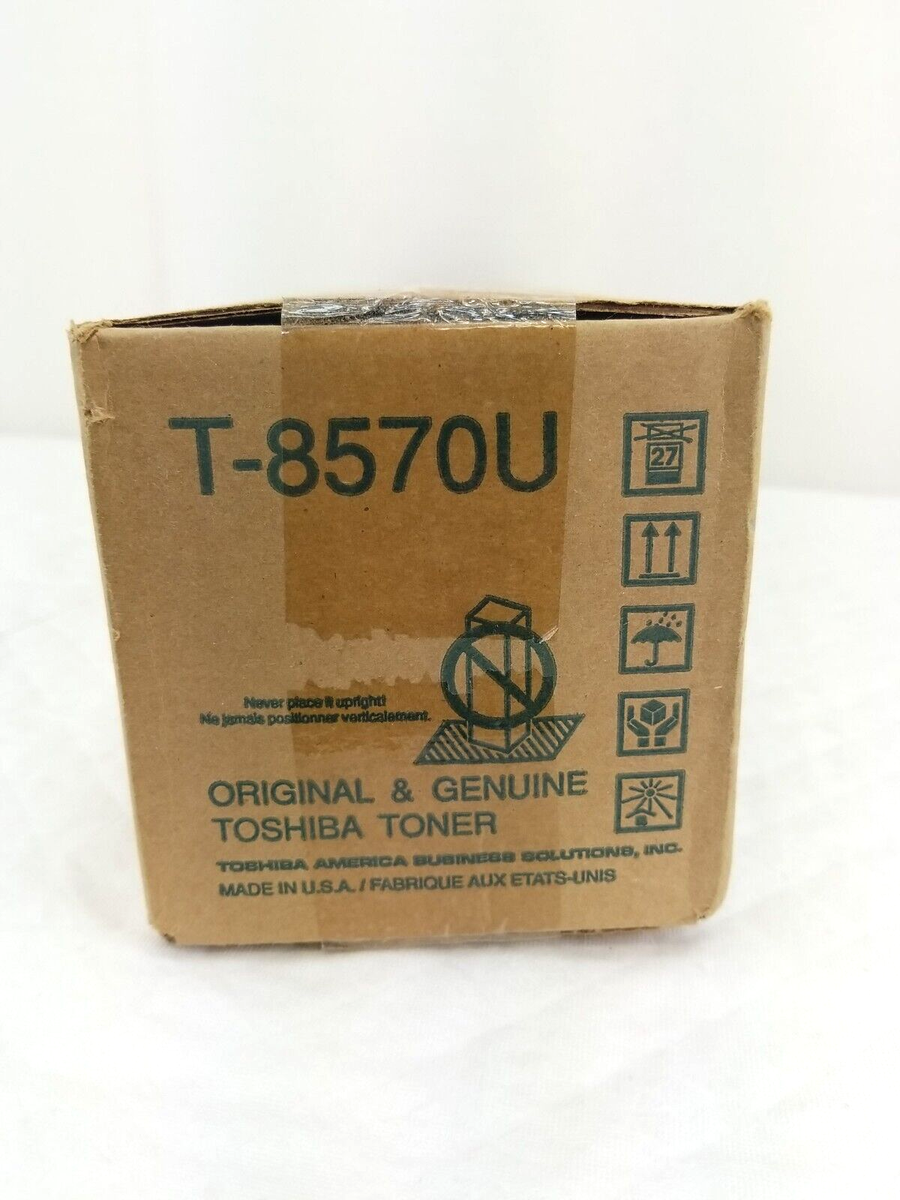 T-8570U
27
Never place it upright!
Ne jamais positionner verticalement.
ORIGINAL & GENUINE
TOSHIBA TONER
TOSHIBA AMERICA BUSINESS SOLUTIONS, INC.
MADE IN U.S.A. / FABRIQUE AUX ETATS-UNIS